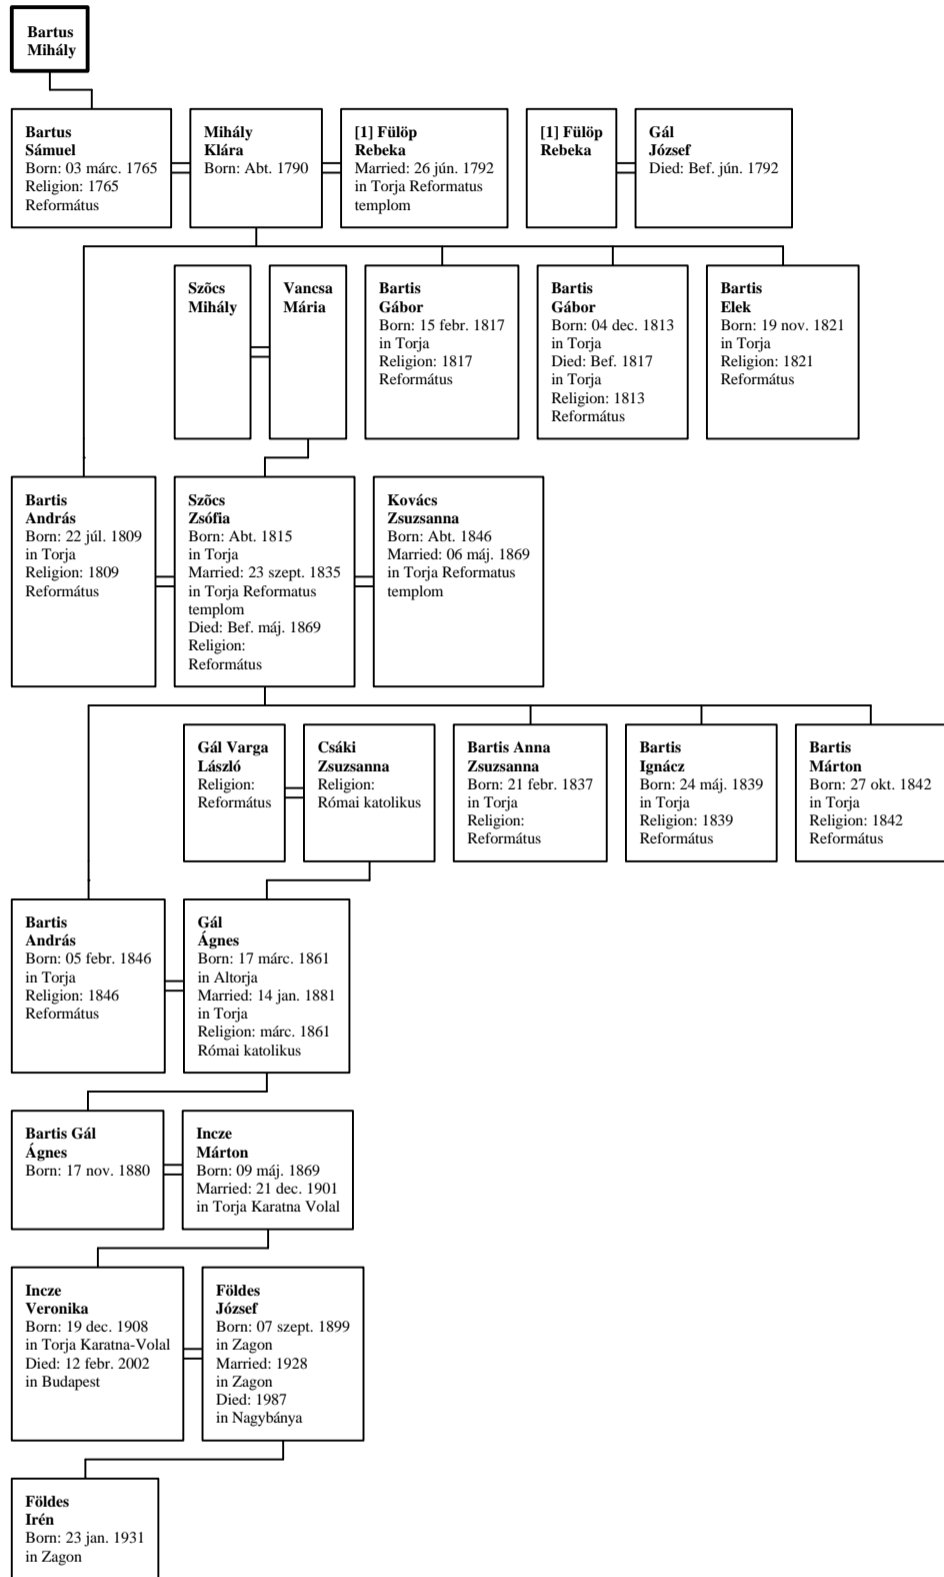 Bartus
Mihály
Bartus
Sámuel
Born: 03 márc. 1765
Religion: 1765
Református
Mihály
Klára
Born: Abt. 1790
[1] Fülöp
Rebeka
Married: 26 jún. 1792
in Torja Reformatus
templom
[1] Fülöp
Rebeka
Gál
József
Died: Bef. jún. 1792
Szõcs
Mihály
Vancsa
Mária
Bartis
Gábor
Born: 15 febr. 1817
in Torja
Religion: 1817
Református
Bartis
Gábor
Born: 04 dec. 1813
in Torja
Died: Bef. 1817
in Torja
Religion: 1813
Református
Bartis
Elek
Born: 19 nov. 1821
in Torja
Religion: 1821
Református
Bartis
András
Born: 22 júl. 1809
in Torja
Religion: 1809
Református
Szõcs
Zsófia
Born: Abt. 1815
in Torja
Married: 23 szept. 1835
in Torja Reformatus
templom
Died: Bef. máj. 1869
Religion:
Református
Kovács
Zsuzsanna
Born: Abt. 1846
Married: 06 máj. 1869
in Torja Reformatus
templom
Gál Varga
László
Religion:
Református
Csáki
Zsuzsanna
Religion:
Római katolikus
Bartis Anna
Zsuzsanna
Born: 21 febr. 1837
in Torja
Religion:
Református
Bartis
Ignácz
Born: 24 máj. 1839
in Torja
Religion: 1839
Református
Bartis
Márton
Born: 27 okt. 1842
in Torja
Religion: 1842
Református
Bartis
András
Born: 05 febr. 1846
in Torja
Religion: 1846
Református
Gál
Ágnes
Born: 17 márc. 1861
in Altorja
Married: 14 jan. 1881
in Torja
Religion: márc. 1861
Római katolikus
Bartis Gál
Ágnes
Born: 17 nov. 1880
Incze
Márton
Born: 09 máj. 1869
Married: 21 dec. 1901
in Torja Karatna Volal
Incze
Veronika
Born: 19 dec. 1908
in Torja Karatna-Volal
Died: 12 febr. 2002
in Budapest
Földes
József
Born: 07 szept. 1899
in Zagon
Married: 1928
in Zagon
Died: 1987
in Nagybánya
Földes
Irén
Born: 23 jan. 1931
in Zagon